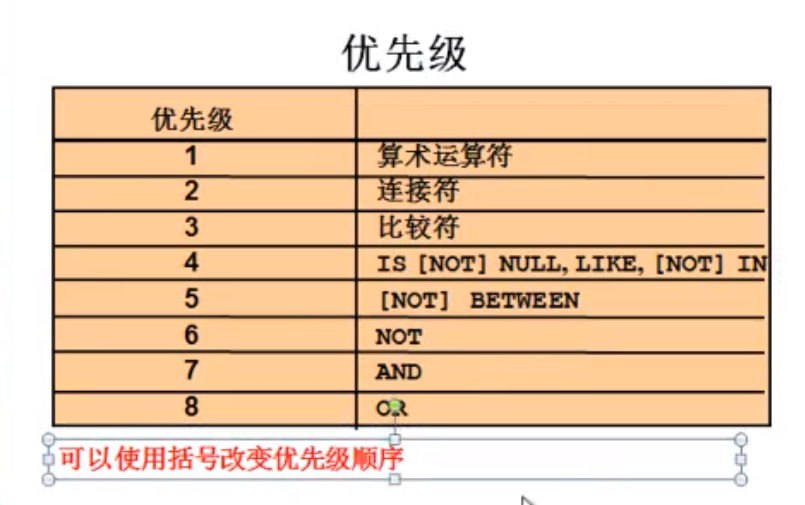 优先级
优先级
1 算术运算符
2 连接符
3 比较符
4 IS [NOT] NULL, LIKE, [NOT] IN
5 [NOT] BETWEEN
6 NOT
7 AND
8 OR
可以使用括号改变优先级顺序